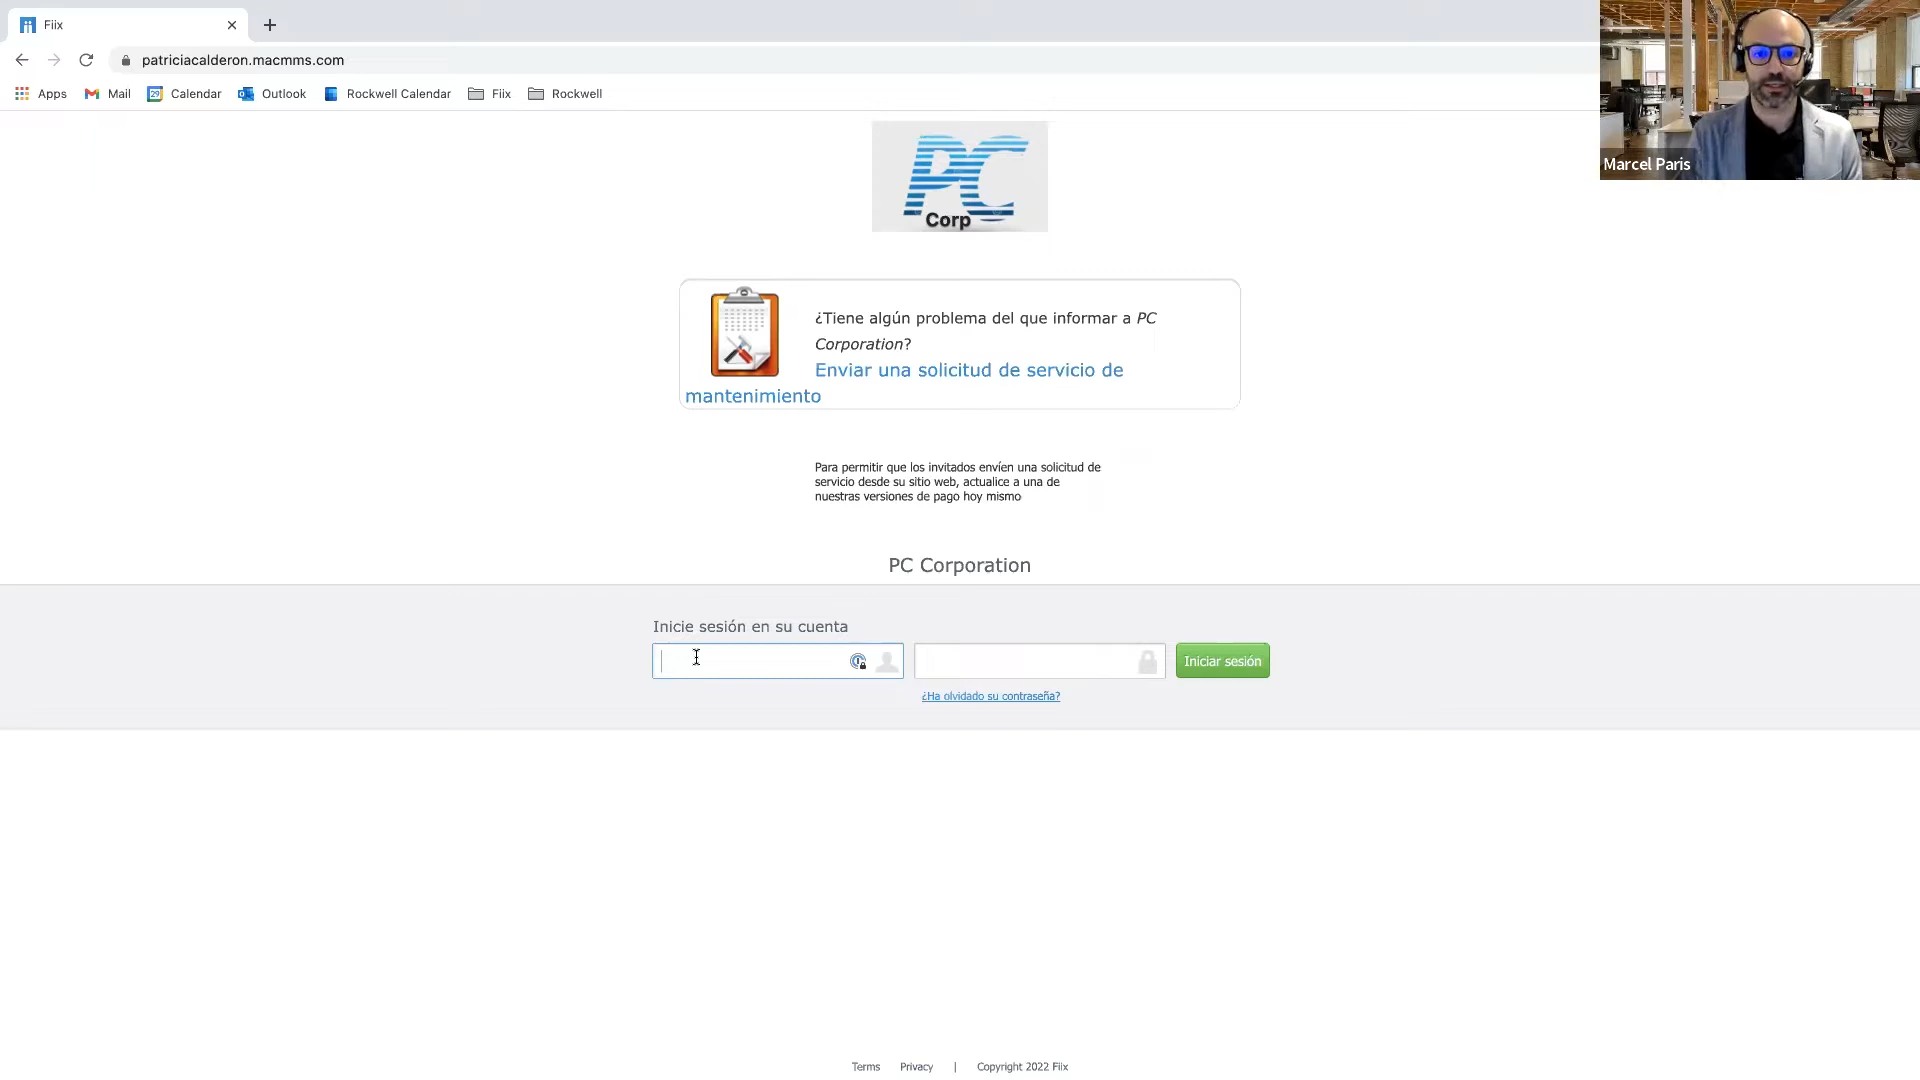 Fiix
patriciacalderon.macmms.com
Apps Mail 29 Calendar Outlook Rockwell Calendar Fiix Rockwell
Marcel Paris
PC
Corp
¿Tiene algún problema del que informar a PC
Corporation?
Enviar una solicitud de servicio de
mantenimiento
Para permitir que los invitados envíen una solicitud de
servicio desde su sitio web, actualice a una de
nuestras versiones de pago hoy mismo
PC Corporation
Inicie sesión en su cuenta
Iniciar sesión
¿Ha olvidado su contraseña?
Terms Privacy | Copyright 2022 Fiix